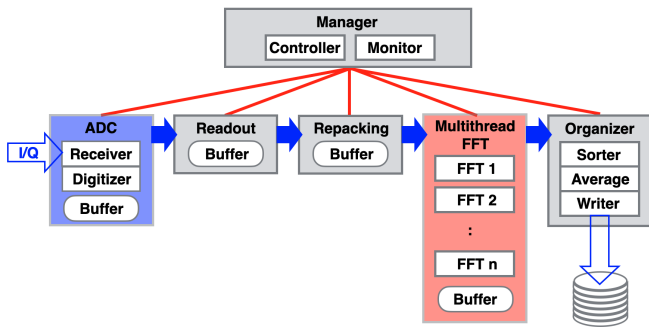 Manager
Controller
Monitor
I/Q
ADC
Receiver
Digitizer
Buffer
Readout
Buffer
Repacking
Buffer
Multithread
FFT
FFT 1
FFT 2
:
FFT n
Buffer
Organizer
Sorter
Average
Writer